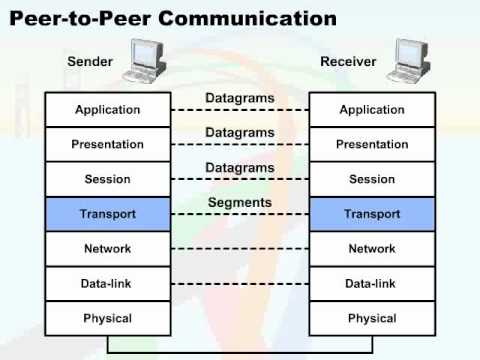 Peer-to-Peer Communication
Sender
Receiver
Application
Datagrams
Application
Presentation
Datagrams
Presentation
Session
Datagrams
Session
Transport
Segments
Transport
Network
Network
Data-link
Data-link
Physical
Physical